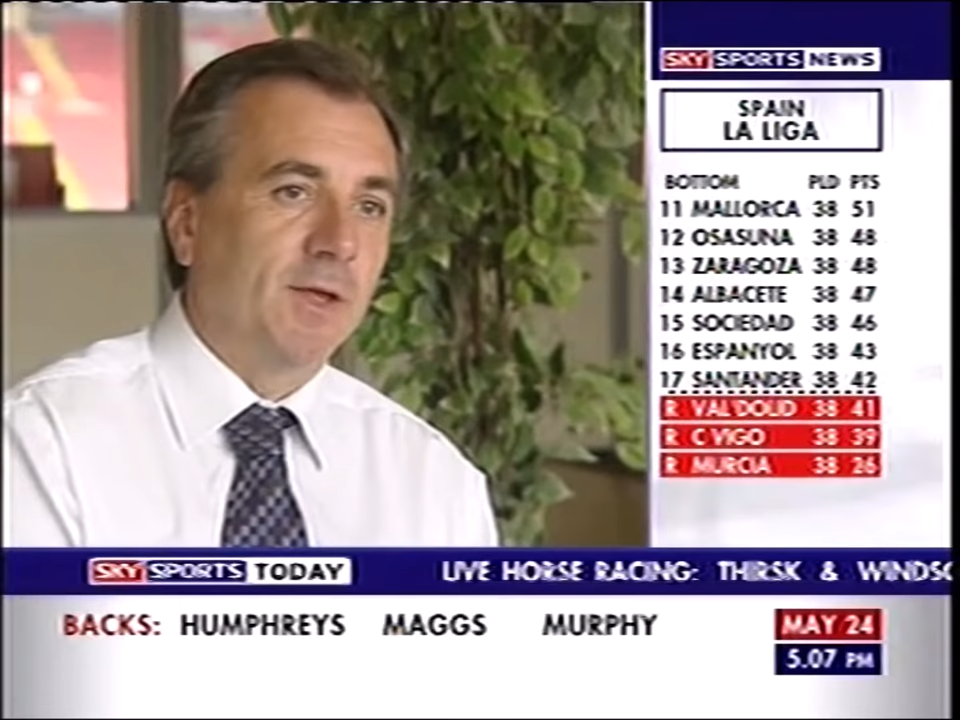 SKY SPORTS NEWS
SPAIN
LA LIGA
BOTTOM PLD PTS
11 MALLORCA 38 51
12 OSASUNA 38 48
13 ZARAGOZA 38 48
14 ALBACETE 38 47
15 SOCIEDAD 38 46
16 ESPANYOL 38 43
17 SANTANDER 38 42
R VAL'DOLID 38 41
R C VIGO 38 39
R MURCIA 38 26
SKY SPORTS TODAY LIVE HORSE RACING: THIRSK & WINDSO
BACKS: HUMPHREYS MAGGS MURPHY
MAY 24
5.07 PM